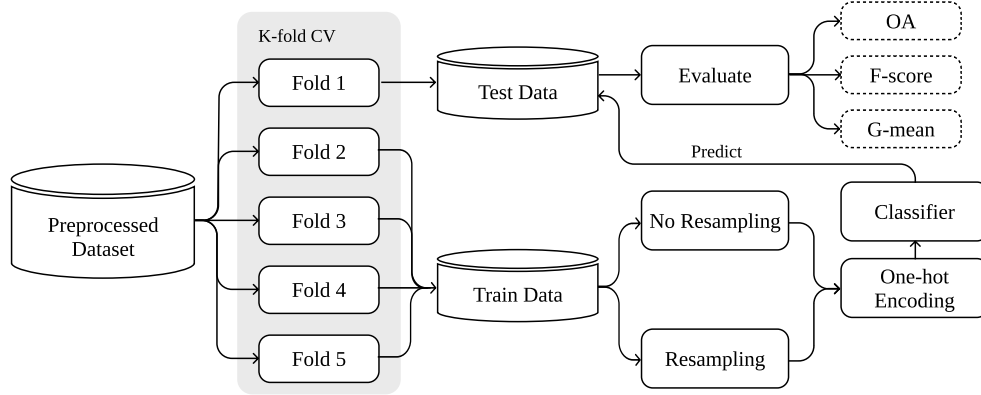 K-fold CV
Fold 1
Fold 2
Fold 3
Fold 4
Fold 5
Preprocessed
Dataset
Test Data
Train Data
Evaluate
OA
F-score
G-mean
Predict
No Resampling
Resampling
Classifier
One-hot
Encoding